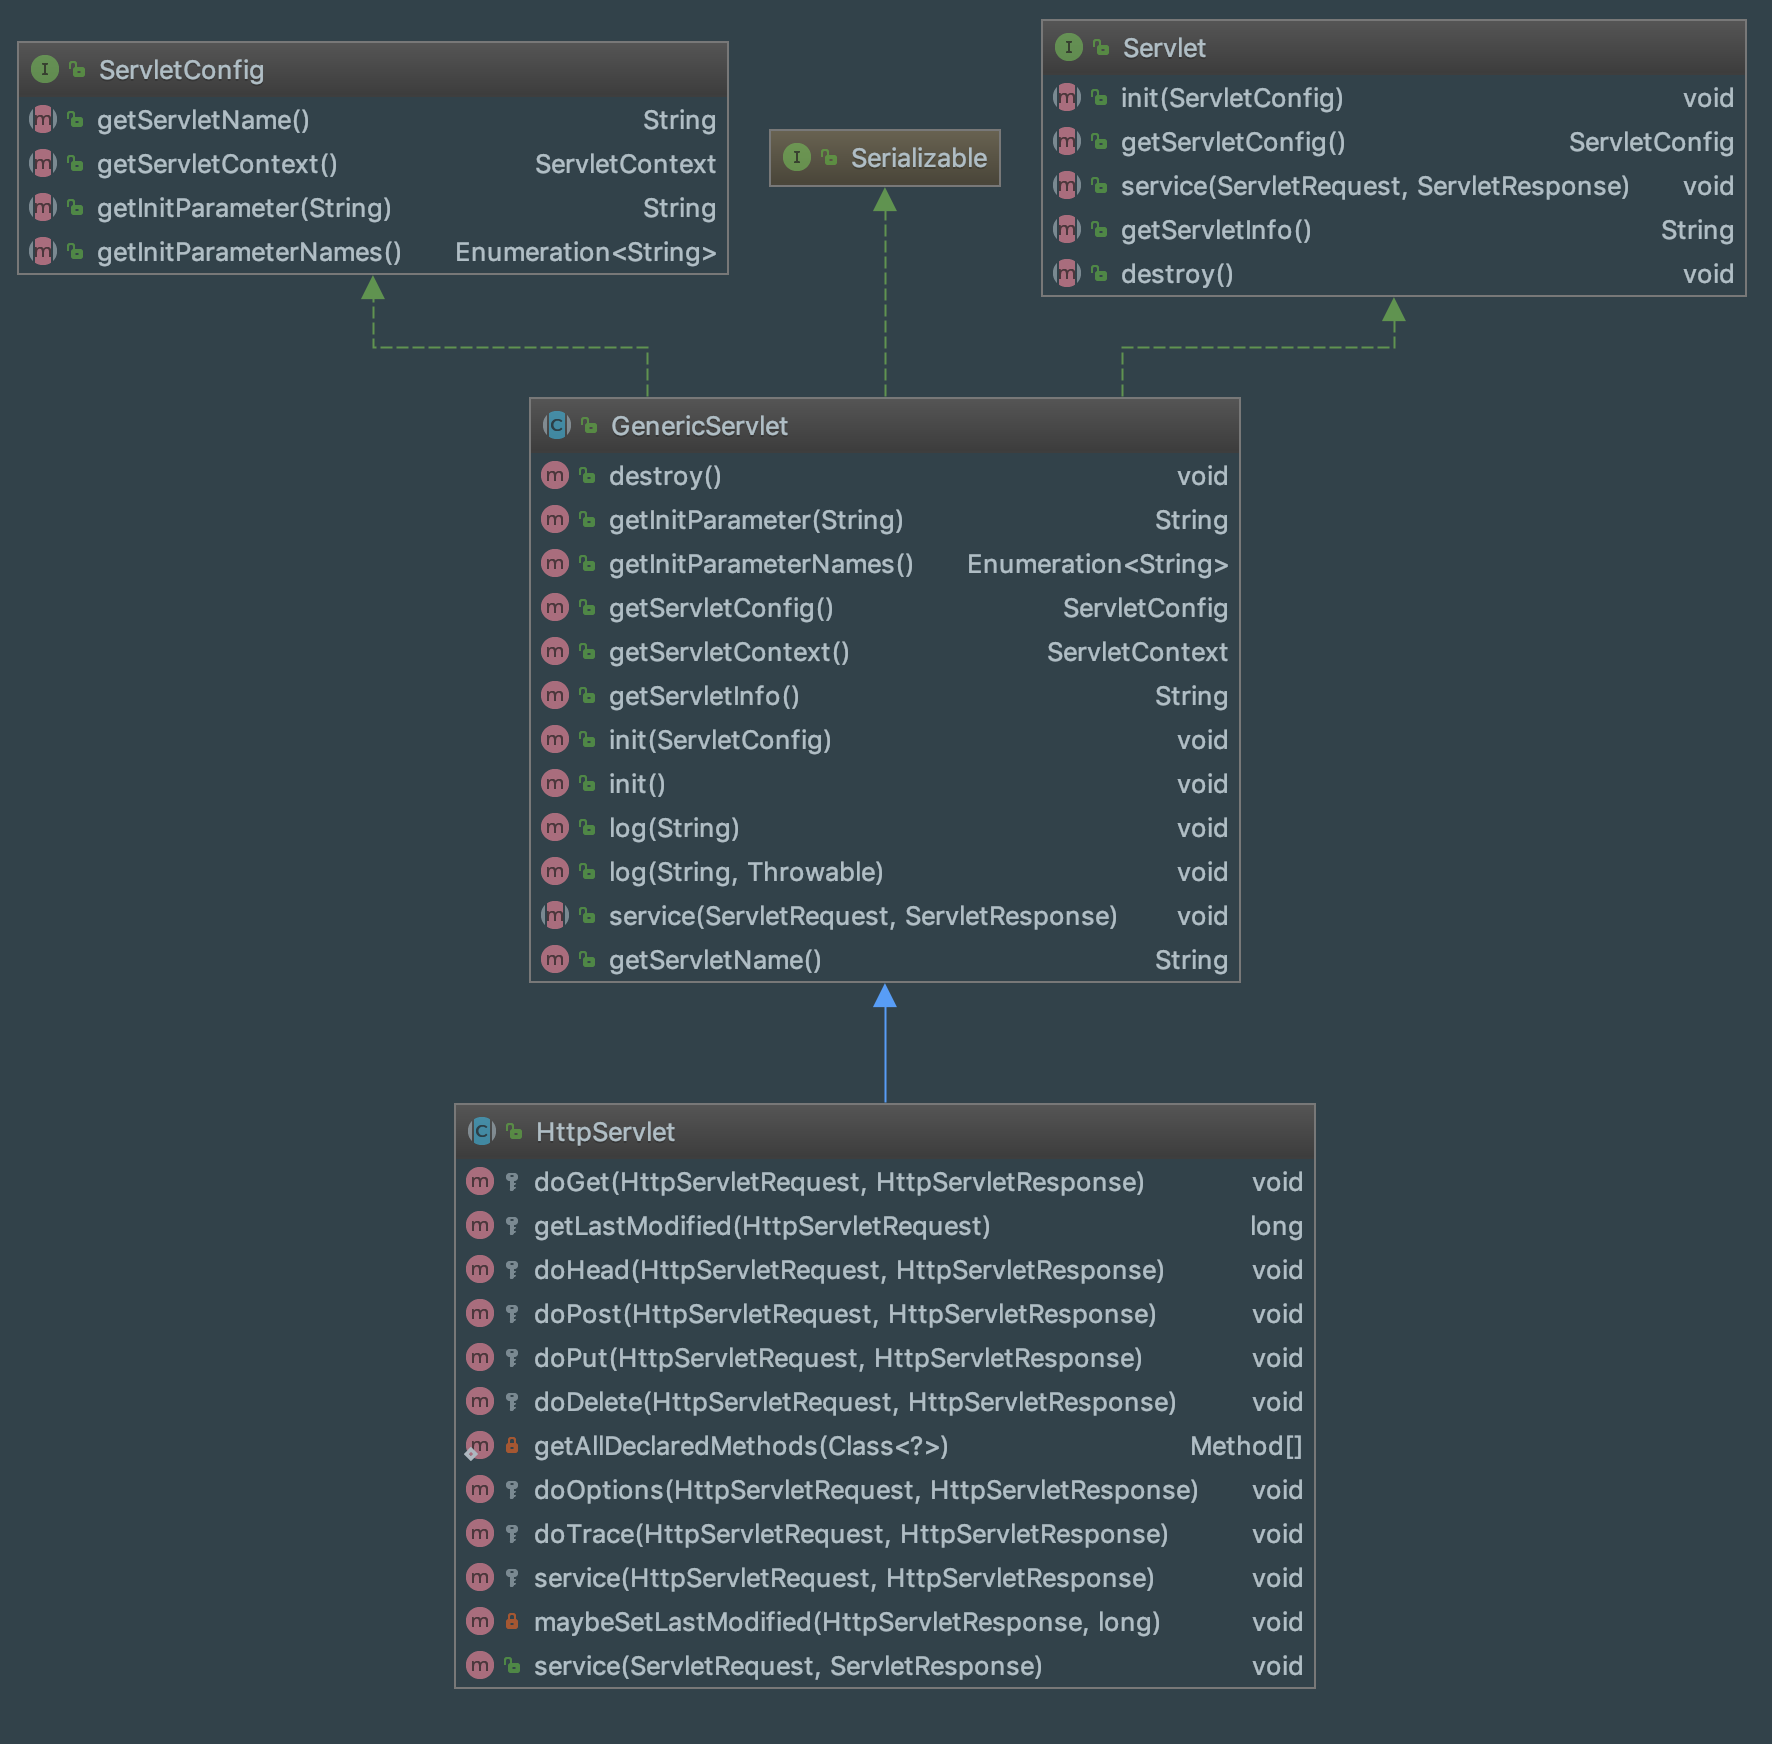 ServletConfig
getServletName() String
getServletContext() ServletContext
getInitParameter(String) String
getInitParameterNames() Enumeration<String>
Serializable
Servlet
init(ServletConfig) void
getServletConfig() ServletConfig
service(ServletRequest, ServletResponse) void
getServletInfo() String
destroy() void
GenericServlet
destroy() void
getInitParameter(String) String
getInitParameterNames() Enumeration<String>
getServletConfig() ServletConfig
getServletContext() ServletContext
getServletInfo() String
init(ServletConfig) void
init() void
log(String) void
log(String, Throwable) void
service(ServletRequest, ServletResponse) void
getServletName() String
HttpServlet
doGet(HttpServletRequest, HttpServletResponse) void
getLastModified(HttpServletRequest) long
doHead(HttpServletRequest, HttpServletResponse) void
doPost(HttpServletRequest, HttpServletResponse) void
doPut(HttpServletRequest, HttpServletResponse) void
doDelete(HttpServletRequest, HttpServletResponse) void
getAllDeclaredMethods(Class<?>) Method[]
doOptions(HttpServletRequest, HttpServletResponse) void
doTrace(HttpServletRequest, HttpServletResponse) void
service(HttpServletRequest, HttpServletResponse) void
maybeSetLastModified(HttpServletResponse, long) void
service(ServletRequest, ServletResponse) void